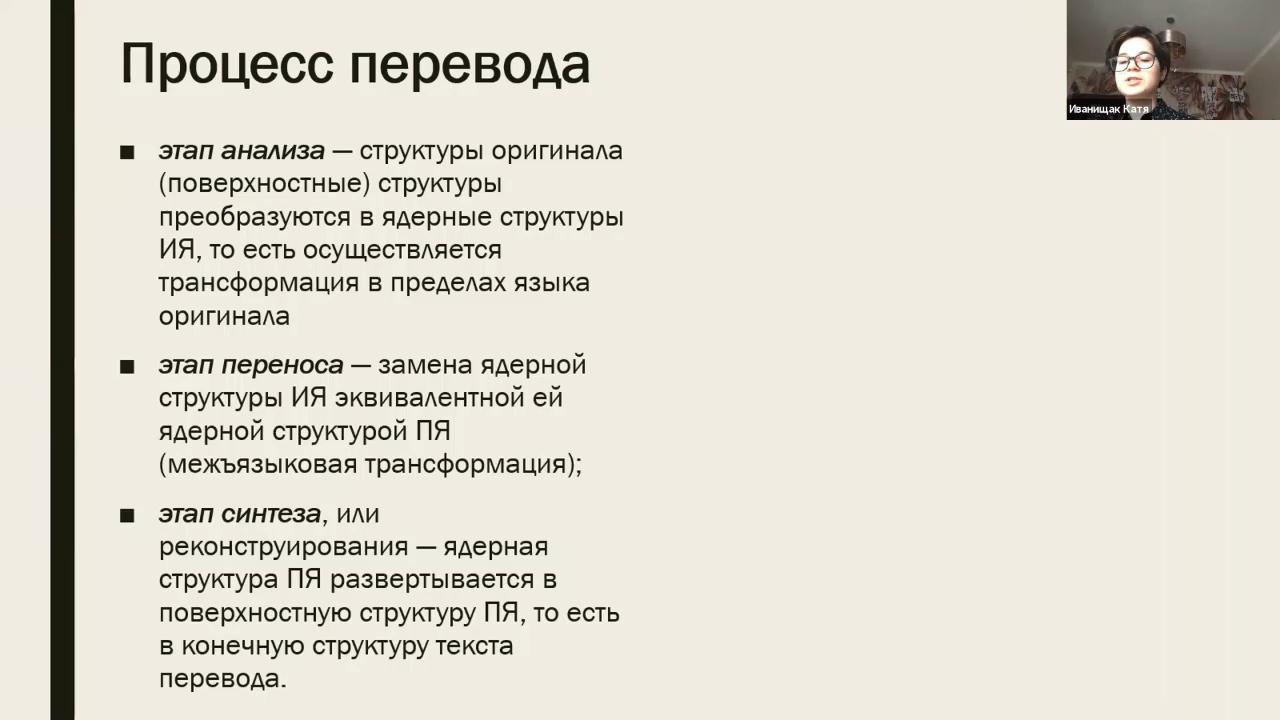 Процесс перевода
Иванищак Катя
■ этап анализа — структуры оригинала
(поверхностные) структуры
преобразуются в ядерные структуры
ИЯ, то есть осуществляется
трансформация в пределах языка
оригинала
■ этап переноса — замена ядерной
структуры ИЯ эквивалентной ей
ядерной структурой ПЯ
(межъязыковая трансформация);
■ этап синтеза, или
реконструирования — ядерная
структура ПЯ развертывается в
поверхностную структуру ПЯ, то есть
в конечную структуру текста
перевода.